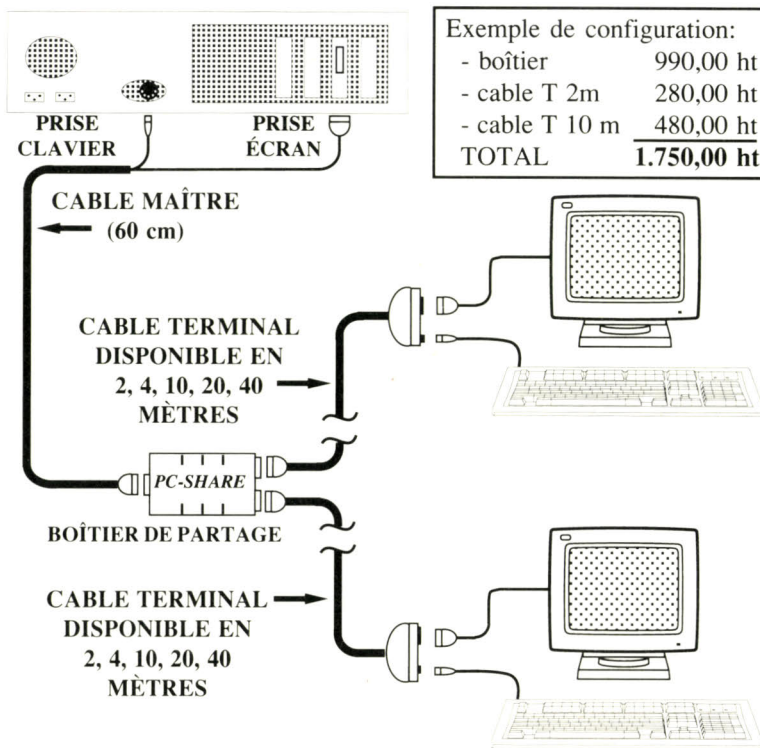 Exemple de configuration:
- boîtier 990,00 ht
- cable T 2m 280,00 ht
- cable T 10 m 480,00 ht
TOTAL 1.750,00 ht
PRISE CLAVIER
PRISE ÉCRAN
CABLE MAÎTRE
(60 cm)
CABLE TERMINAL
DISPONIBLE EN
2, 4, 10, 20, 40
MÈTRES
PC-SHARE
BOÎTIER DE PARTAGE
CABLE TERMINAL
DISPONIBLE EN
2, 4, 10, 20, 40
MÈTRES